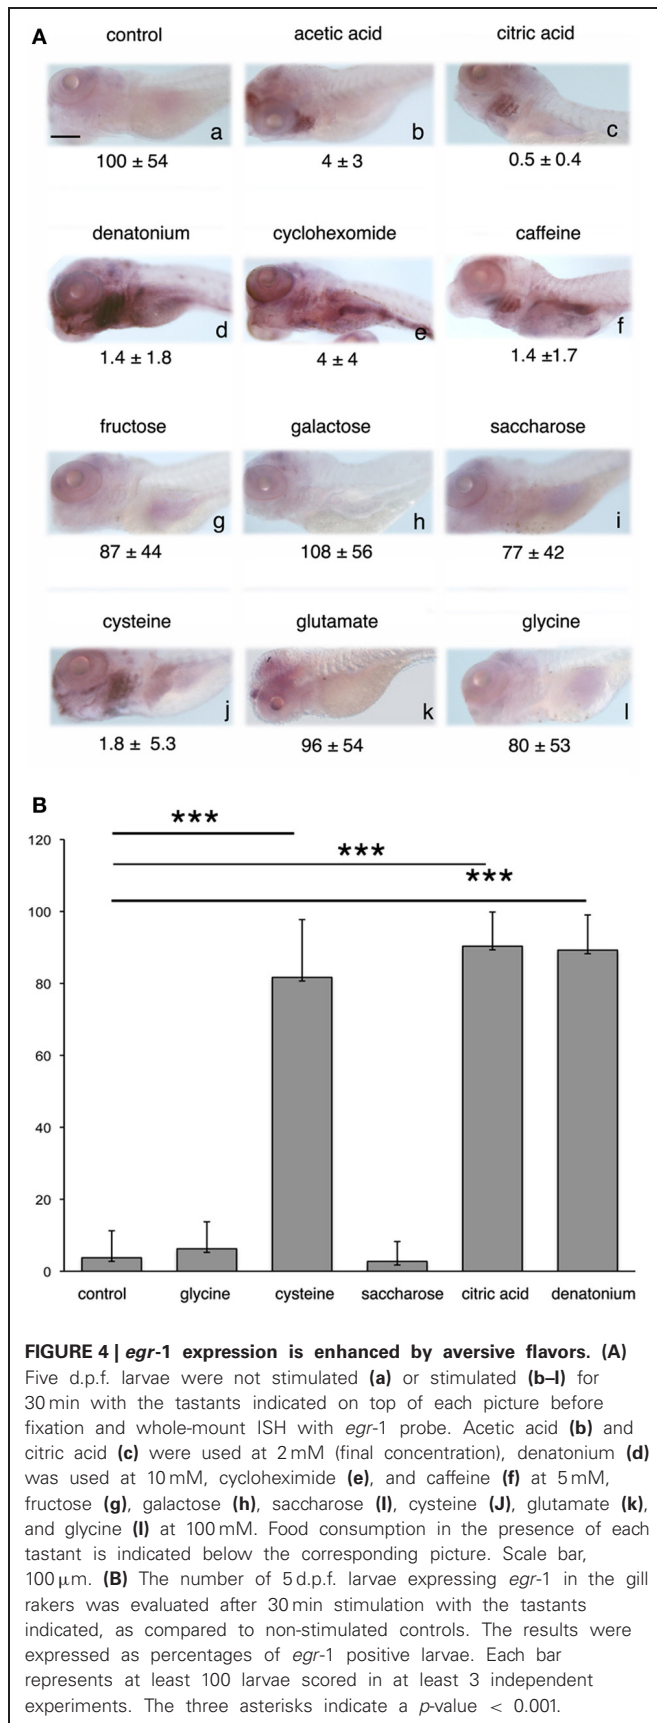 A
control acetic acid citric acid
a b c
100 ± 54 4 ± 3 0.5 ± 0.4
denatonium cyclohexomide caffeine
d e f
1.4 ± 1.8 4 ± 4 1.4 ±1.7
fructose galactose saccharose
g h i
87 ± 44 108 ± 56 77 ± 42
cysteine glutamate glycine
j k l
1.8 ± 5.3 96 ± 54 80 ± 53
B
***
120
***
***
100
80
60
40
20
0
control glycine cysteine saccharose citric acid denatonium
FIGURE 4 | egr-1 expression is enhanced by aversive flavors. (A)
Five d.p.f. larvae were not stimulated (a) or stimulated (b–l) for
30 min with the tastants indicated on top of each picture before
fixation and whole-mount ISH with egr-1 probe. Acetic acid (b) and
citric acid (c) were used at 2 mM (final concentration), denatonium (d)
was used at 10 mM, cycloheximide (e), and caffeine (f) at 5 mM,
fructose (g), galactose (h), saccharose (I), cysteine (J), glutamate (k),
and glycine (l) at 100 mM. Food consumption in the presence of each
tastant is indicated below the corresponding picture. Scale bar,
100 μm. (B) The number of 5 d.p.f. larvae expressing egr-1 in the gill
rakers was evaluated after 30 min stimulation with the tastants
indicated, as compared to non-stimulated controls. The results were
expressed as percentages of egr-1 positive larvae. Each bar
represents at least 100 larvae scored in at least 3 independent
experiments. The three asterisks indicate a p-value < 0.001.